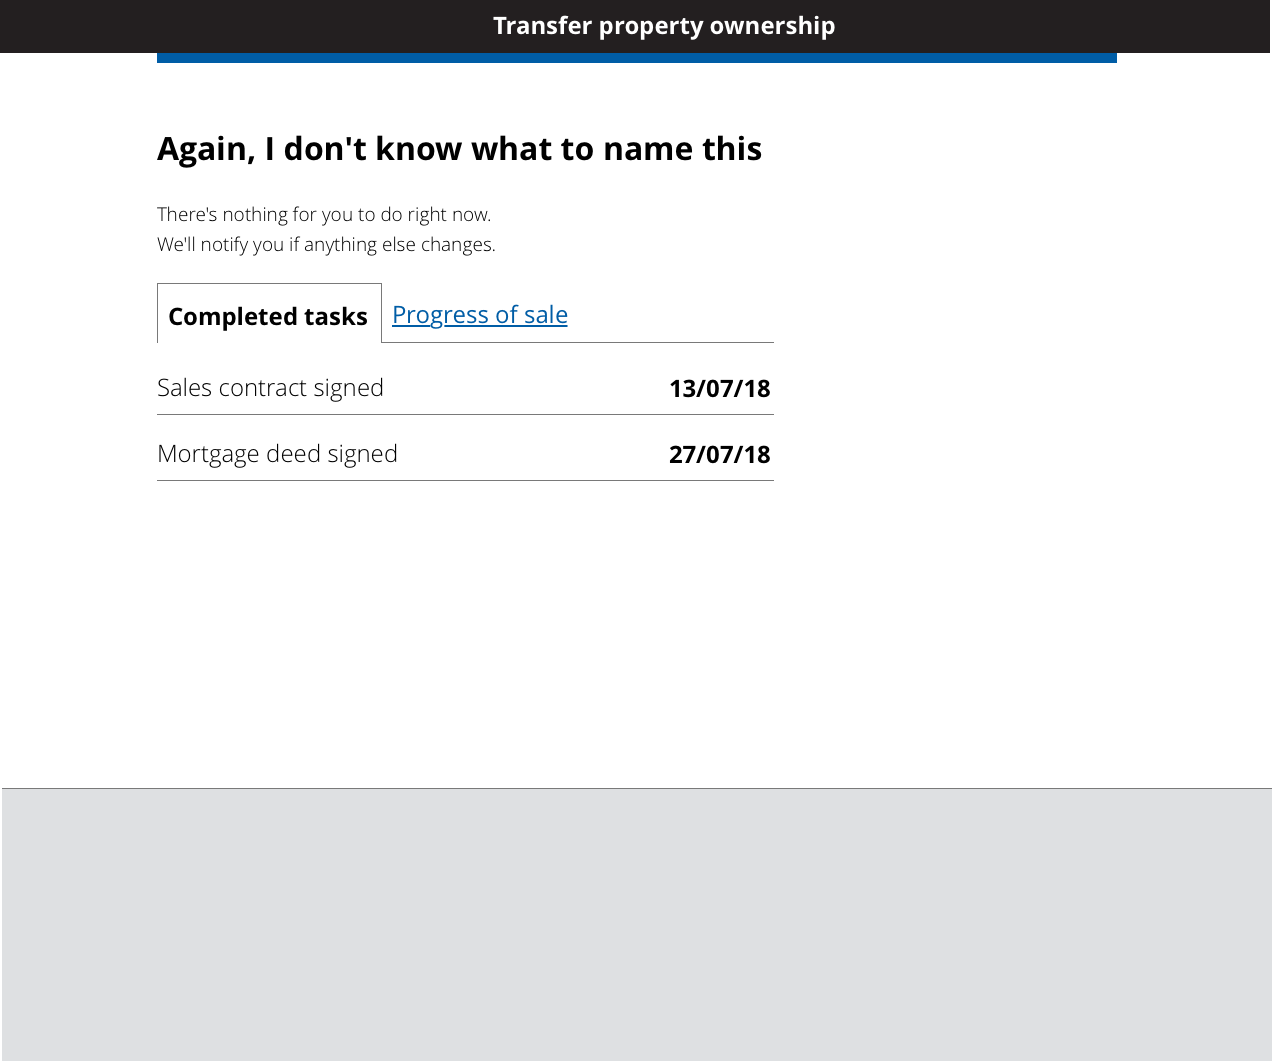 Transfer property ownership
Again, I don't know what to name this
There's nothing for you to do right now.
We'll notify you if anything else changes.
Completed tasks Progress of sale
Sales contract signed 13/07/18
Mortgage deed signed 27/07/18